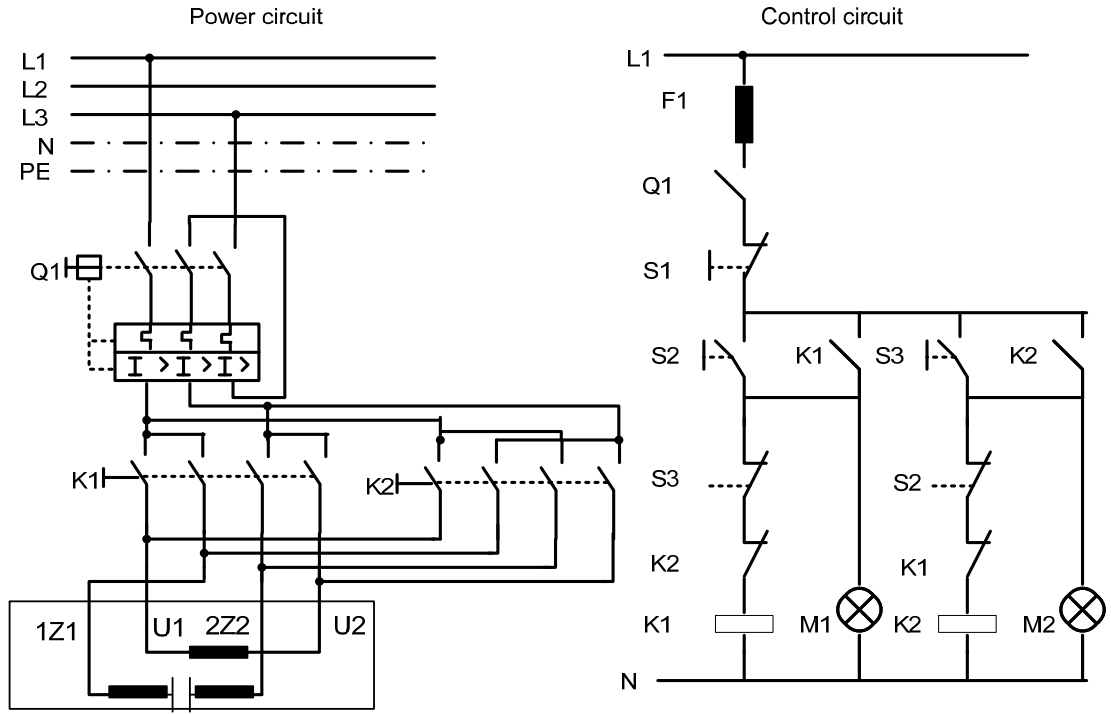 Power circuit
Control circuit
L1
L2
L3
N
PE
Q1
I > I > I >
K1
K2
1Z1
U1
2Z2
U2
L1
F1
Q1
S1
S2
K1
S3
K2
S3
S2
K2
K1
K1
M1
K2
M2
N